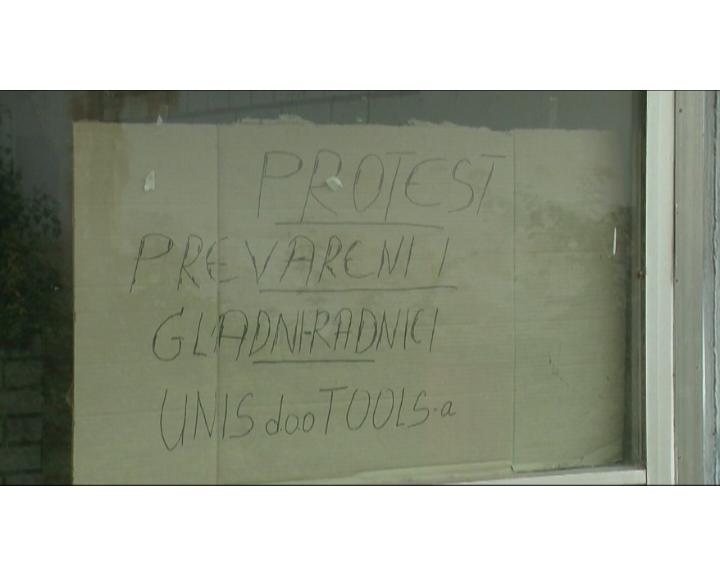 PROTEST
PREVARENI I
GLADNI-RADNICI
UNIS doo TOOLS-a